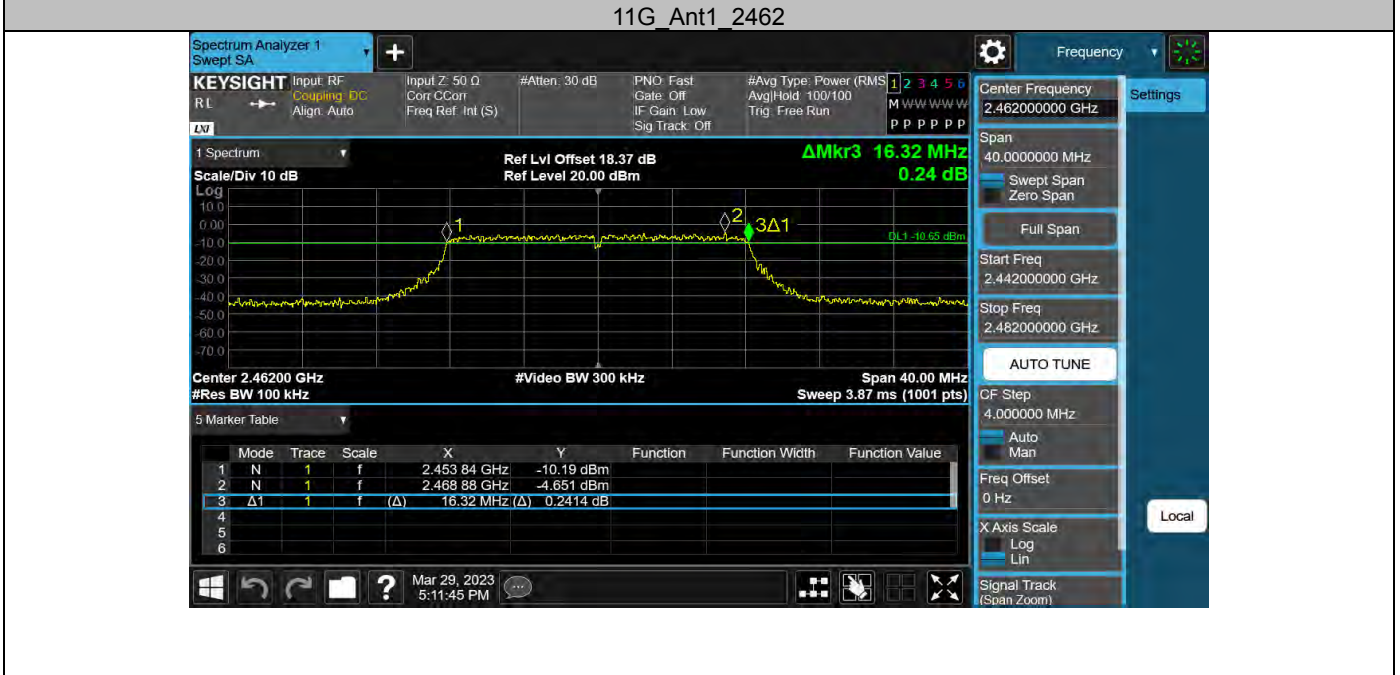 11G_Ant1_2462
Spectrum Analyzer 1
Swept SA
+
Frequency
KEYSIGHT
RL
LXI
Input: RF
Coupling: DC
Align: Auto
Input Z: 50 Ω
Corr CCorr
Freq Ref: Int (S)
#Atten: 30 dB
PNO: Fast
Gate: Off
IF Gain: Low
Sig Track: Off
#Avg Type: Power (RMS
Avg|Hold: 100/100
Trig: Free Run
1 2 3 4 5 6
M W W W W W
P P P P P P
Center Frequency
2.462000000 GHz
Settings
1 Spectrum
Scale/Div 10 dB
Ref Lvl Offset 18.37 dB
Ref Level 20.00 dBm
ΔMkr3 16.32 MHz
0.24 dB
Span
40.0000000 MHz
Swept Span
Zero Span
Full Span
Log
10.0
0.00
-10.0
-20.0
-30.0
-40.0
-50.0
-60.0
-70.0
1
2
3Δ1
DL1 -10.65 dBm
Start Freq
2.442000000 GHz
Stop Freq
2.482000000 GHz
AUTO TUNE
Center 2.46200 GHz
#Video BW 300 kHz
Span 40.00 MHz
#Res BW 100 kHz
Sweep 3.87 ms (1001 pts)
CF Step
4.000000 MHz
Auto
Man
5 Marker Table
Mode Trace Scale X Y Function Function Width Function Value
1 N 1 f 2.453 84 GHz -10.19 dBm
2 N 1 f 2.468 88 GHz -4.651 dBm
3 Δ1 1 f (Δ) 16.32 MHz (Δ) 0.2414 dB
4
5
6
Freq Offset
0 Hz
X Axis Scale
Log
Lin
Local
Signal Track
(Span Zoom)
?
Mar 29, 2023
5:11:45 PM